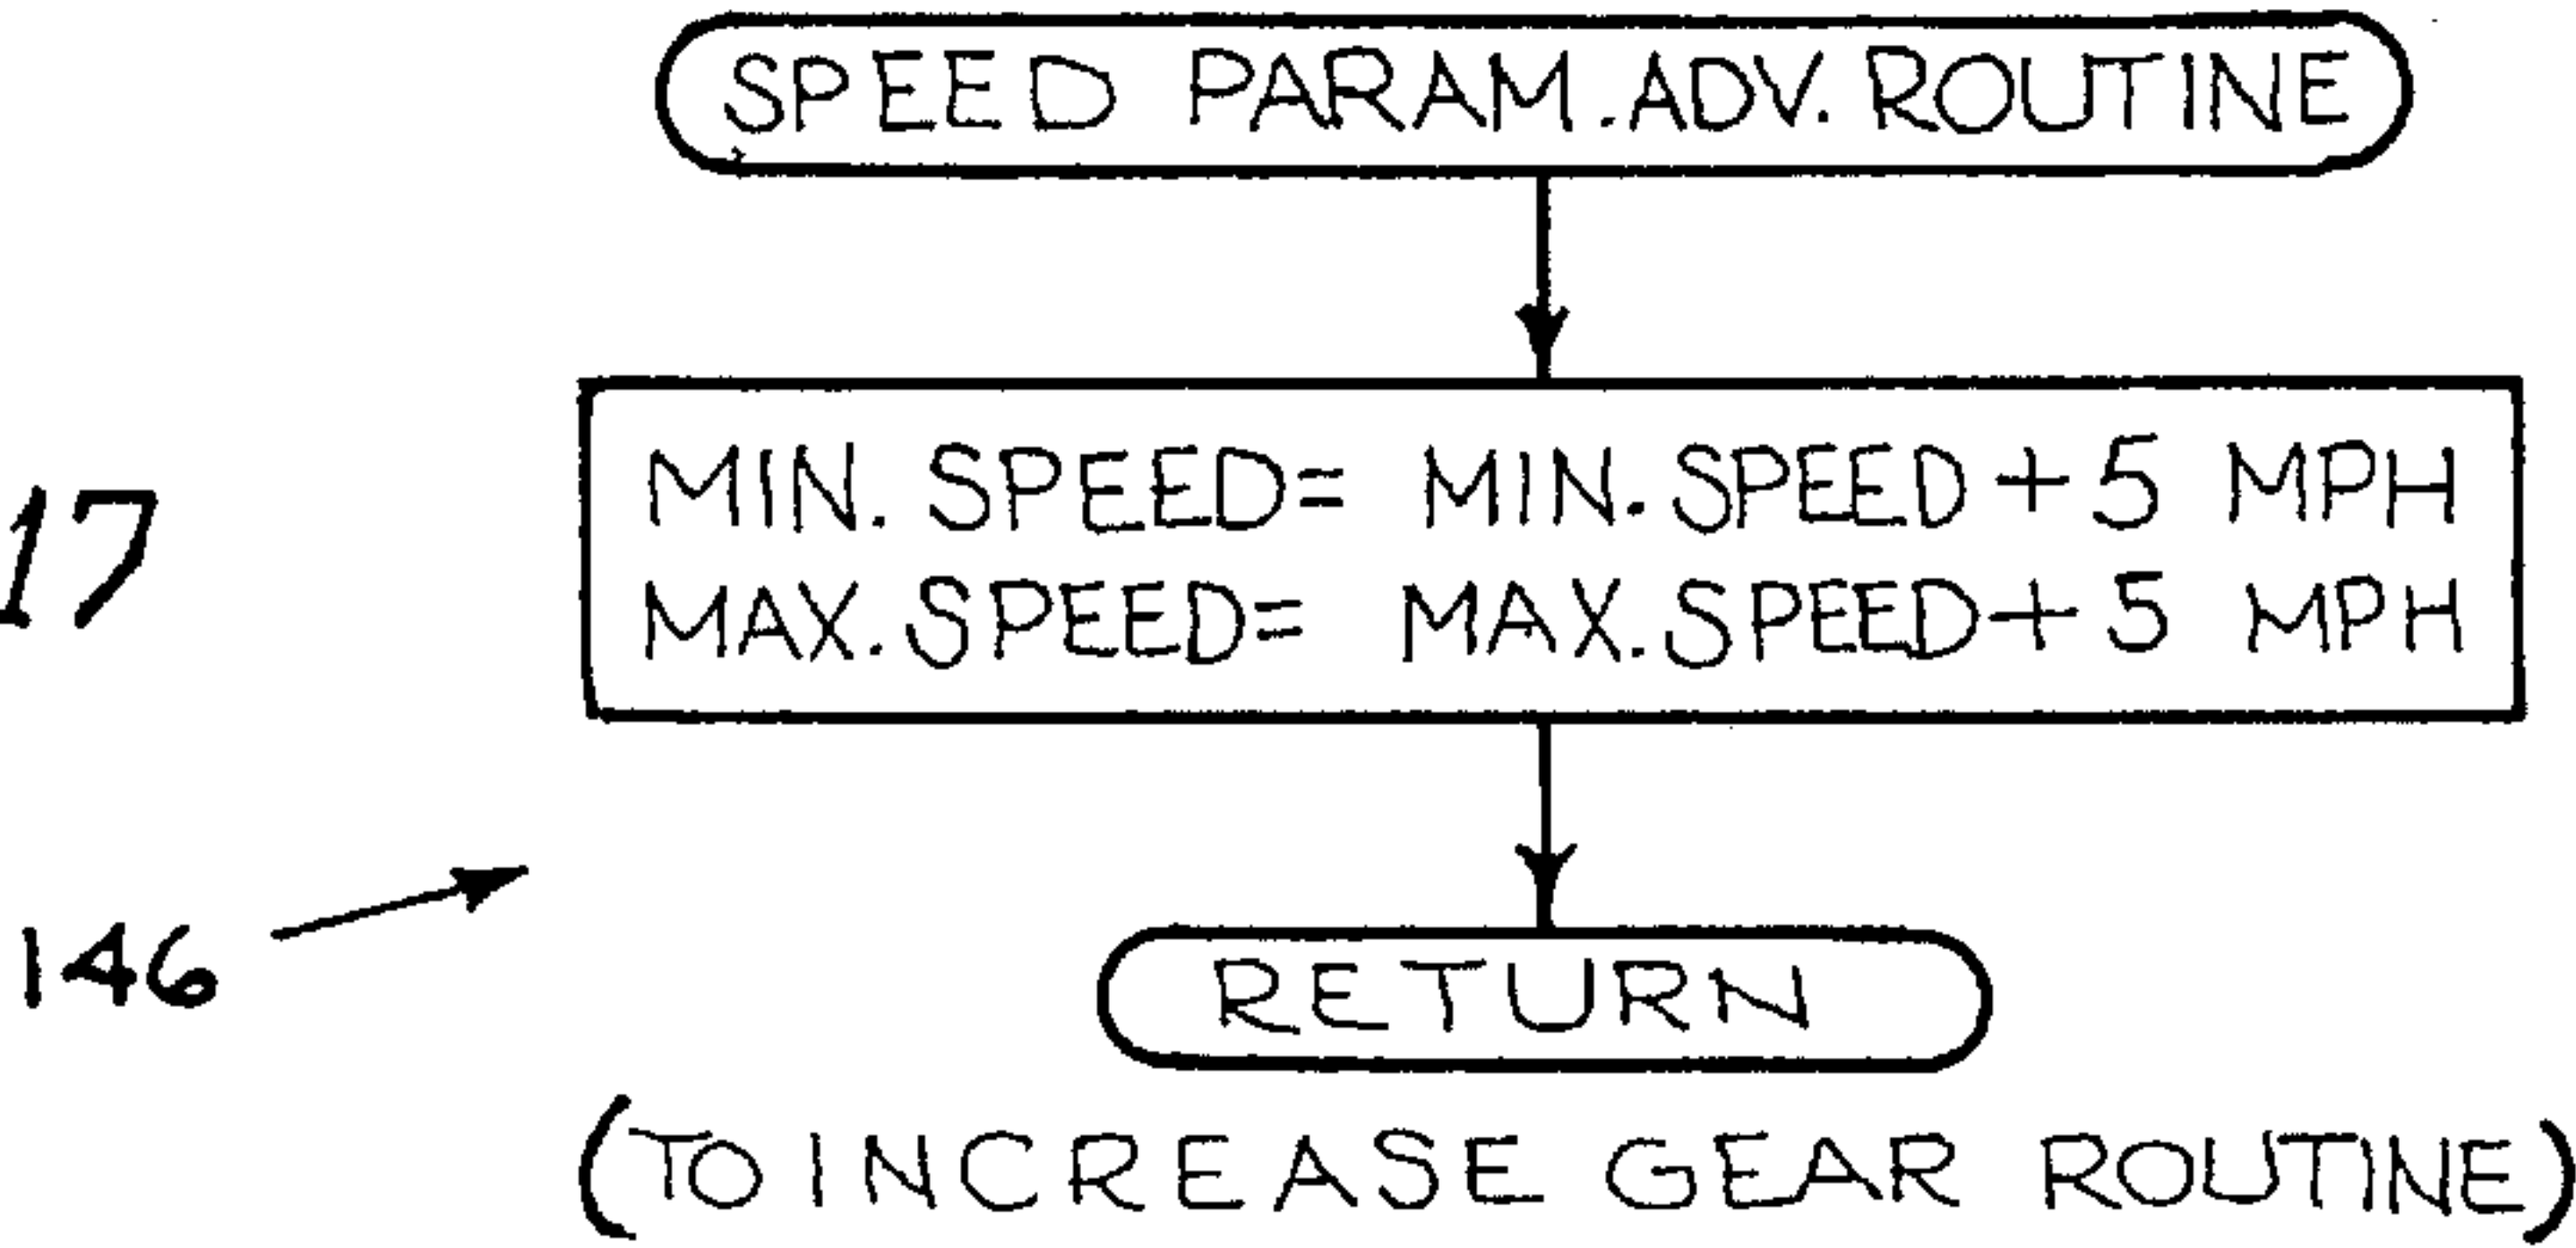 SPEED PARAM. ADV. ROUTINE
MIN. SPEED= MIN. SPEED + 5 MPH
17
MAX. SPEED= MAX. SPEED + 5 MPH
146
RETURN
(TO INCREASE GEAR ROUTINE)